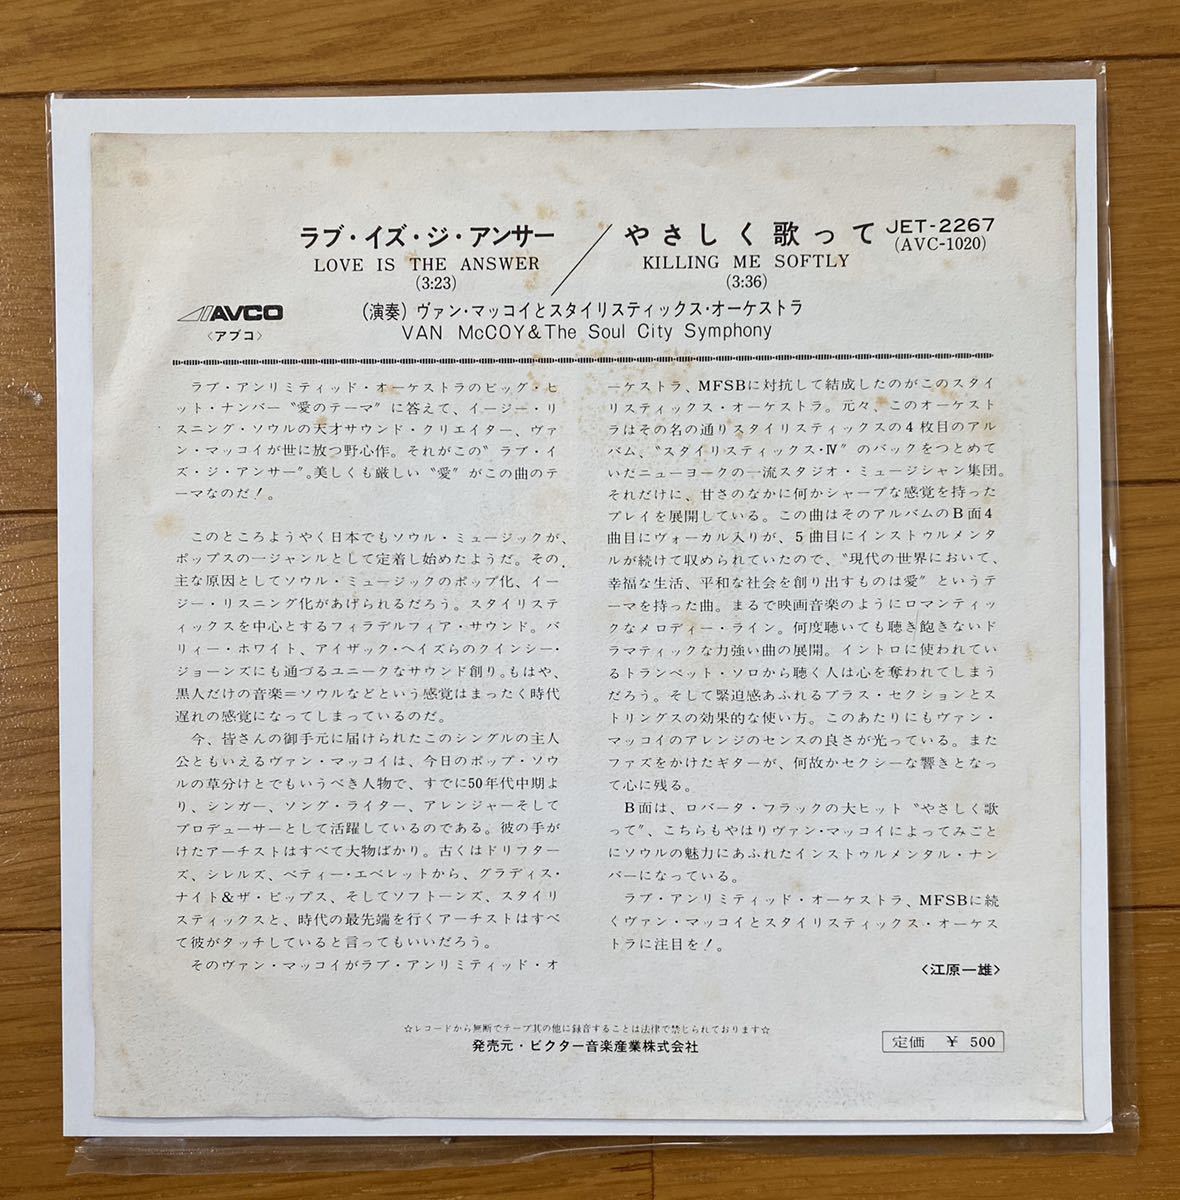 ラブ・イズ・ジ・アンサー／やさしく歌って JET-2267
LOVE IS THE ANSWER KILLING ME SOFTLY (AVC-1020)
(3:23) (3:36)
AVCO
〈アブコ〉
(演奏)ヴァン・マッコイとスタイリスティックス・オーケストラ
VAN McCOY&The Soul City Symphony
ラブ・アンリミティッド・オーケストラのビッグ・ヒ
ット・ナンバー〝愛のテーマ〟に答えて、イージー・リ
スニング・ソウルの天才サウンド・クリエイター、ヴァ
ン・マッコイが世に放つ野心作。それがこの〝ラブ・イ
ズ・ジ・アンサー〟。美しくも厳しい〝愛〟がこの曲のテ
ーマなのだ！。
このところようやく日本でもソウル・ミュージックが、
ポップスの一ジャンルとして定着し始めたようだ。その
主な原因としてソウル・ミュージックのポップ化、イー
ジー・リスニング化があげられるだろう。スタイリステ
ィックスを中心とするフィラデルフィア・サウンド。バ
リィー・ホワイト、アイザック・ヘイズらのクインシー・
ジョーンズにも通づるユニークなサウンド創り。もはや、
黒人だけの音楽＝ソウルなどという感覚はまったく時代
遅れの感覚になってしまっているのだ。
今、皆さんの御手元に届けられたこのシングルの主人
公ともいえるヴァン・マッコイは、今日のポップ・ソウ
ルの草分けとでもいうべき人物で、すでに50年代中期よ
り、シンガー、ソング・ライター、アレンジャーそして
プロデューサーとして活躍しているのである。彼の手が
けたアーチストはすべて大物ばかり。古くはドリフター
ズ、シレルズ、ベティー・エベレットから、グラディス・
ナイト＆ザ・ピップス、そしてソフトーンズ、スタイリ
スティックスと、時代の最先端を行くアーチストはすべ
て彼がタッチしていると言ってもいいだろう。
そのヴァン・マッコイがラブ・アンリミティッド・オ
ーケストラ、MFSBに対抗して結成したのがこのスタイ
リスティックス・オーケストラ。元々、このオーケスト
ラはその名の通りスタイリスティックスの4枚目のアル
バム、〝スタイリスティックス・Ⅳ〟のバックをつとめて
いたニューヨークの一流スタジオ・ミュージシャン集団。
それだけに、甘さのなかに何かシャープな感覚を持った
プレイを展開している。この曲はそのアルバムのB面4
曲目にヴォーカル入りが、5曲目にインストゥルメンタ
ルが続けて収められていたので、〝現代の世界において、
幸福な生活、平和な社会を創り出すものは愛〟というテ
ーマを持った曲。まるで映画音楽のようにロマンティッ
クなメロディー・ライン。何度聴いても聴き飽きないド
ラマティックな力強い曲の展開。イントロに使われてい
るトランペット・ソロから聴く人は心を奪われてしまう
だろう。そして緊迫感あふれるブラス・セクションとス
トリングスの効果的な使い方。このあたりにもヴァン・
マッコイのアレンジのセンスの良さが光っている。また
ファズをかけたギターが、何故かセクシーな響きとなっ
て心に残る。
B面は、ロバータ・フラックの大ヒット〝やさしく歌
って〟、こちらもやはりヴァン・マッコイによってみごと
にソウルの魅力にあふれたインストゥルメンタル・ナン
バーになっている。
ラブ・アンリミティッド・オーケストラ、MFSBに続
くヴァン・マッコイとスタイリスティックス・オーケス
トラに注目を！。
〈江原一雄〉
☆レコードから無断でテープ其の他に録音することは法律で禁じられております☆
発売元・ビクター音楽産業株式会社
定価 ¥ 500